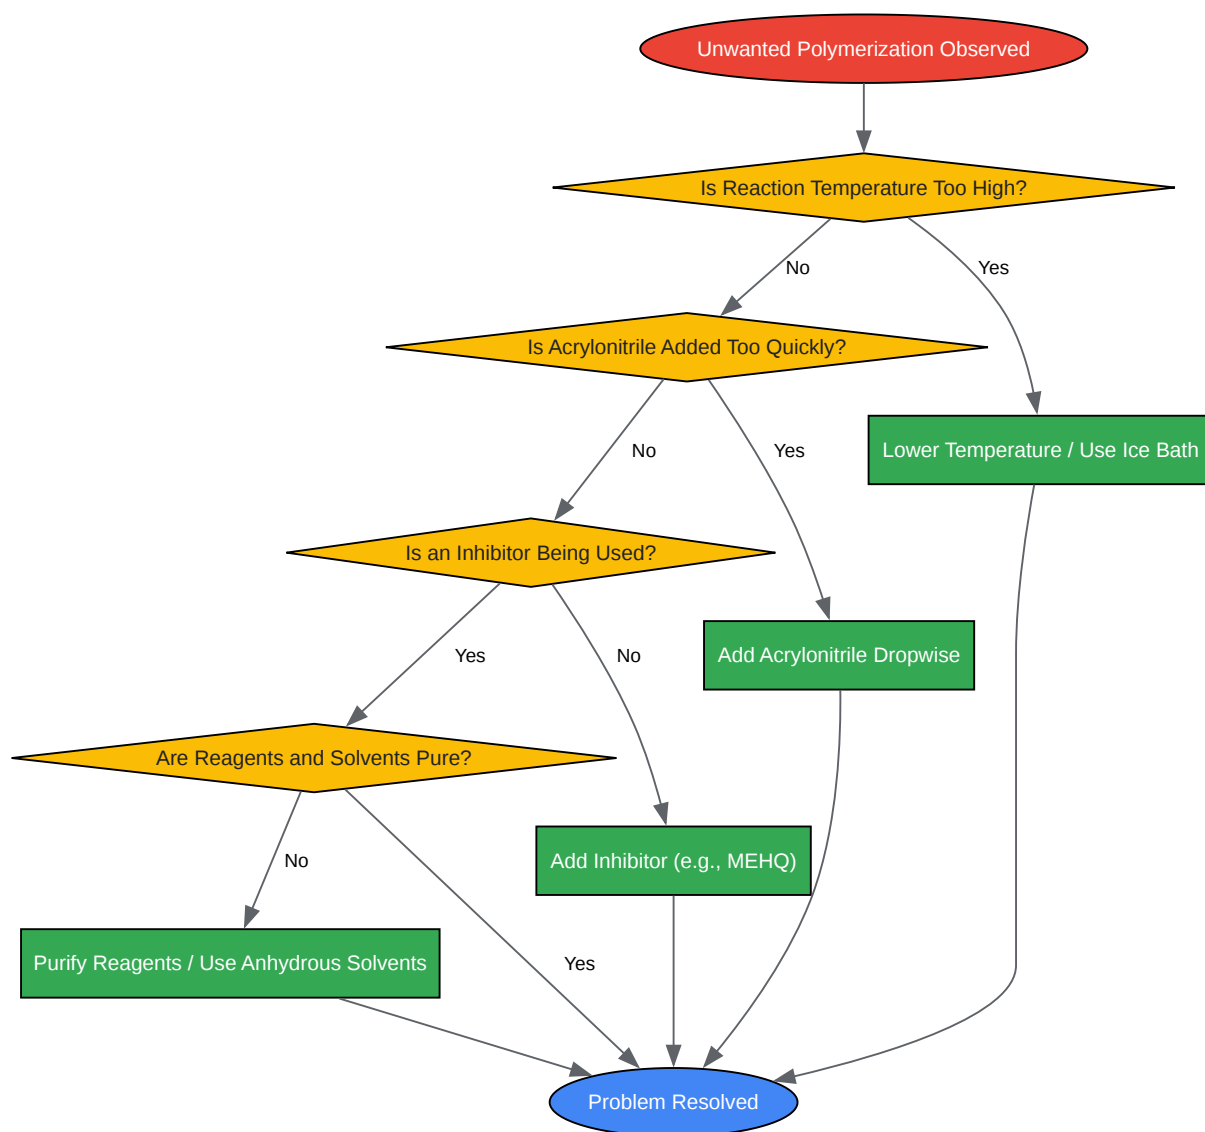 Unwanted Polymerization Observed
Is Reaction Temperature Too High?
No
Yes
Is Acrylonitrile Added Too Quickly?
No
Yes
Lower Temperature / Use Ice Bath
Is an Inhibitor Being Used?
Yes
No
Add Acrylonitrile Dropwise
Are Reagents and Solvents Pure?
No
Yes
Add Inhibitor (e.g., MEHQ)
Purify Reagents / Use Anhydrous Solvents
Problem Resolved